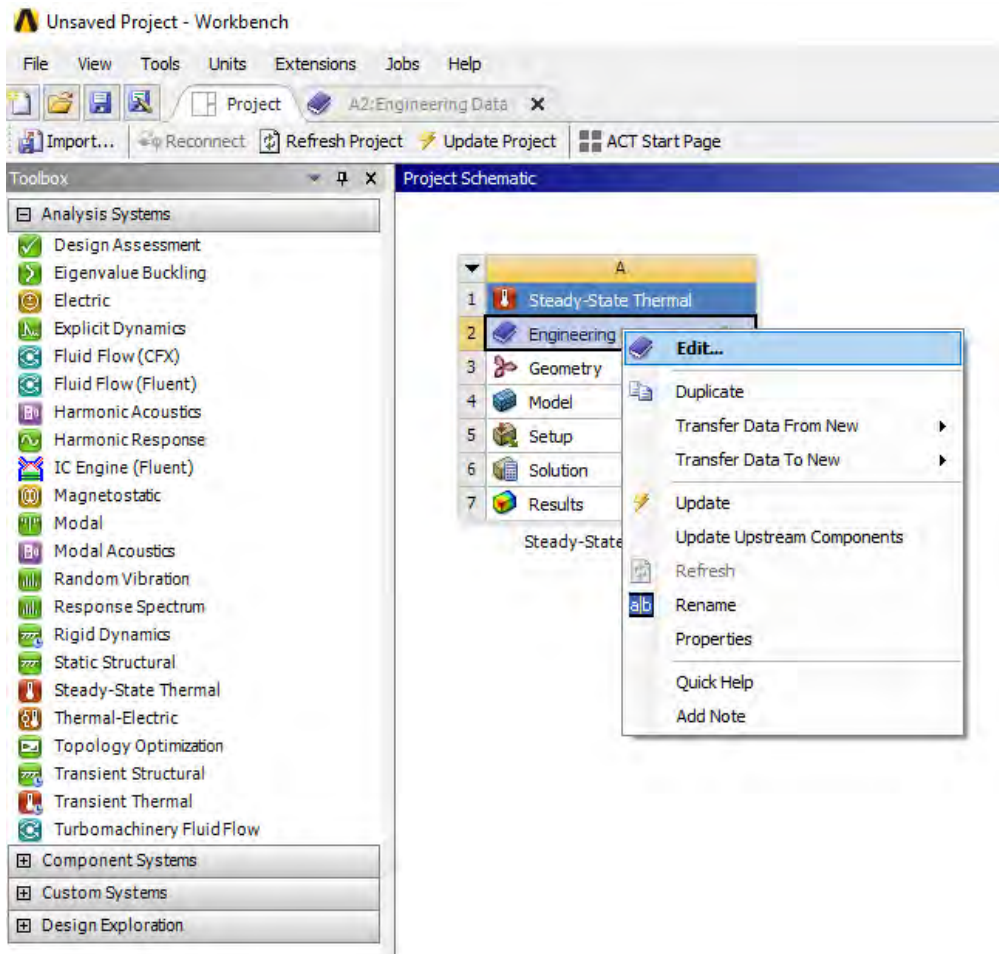 Unsaved Project - Workbench
File View Tools Units Extensions Jobs Help
Project A2:Engineering Data
Import... Reconnect Refresh Project Update Project ACT Start Page
Toolbox
Project Schematic
Analysis Systems
Design Assessment
Eigenvalue Buckling
Electric
Explicit Dynamics
Fluid Flow (CFX)
Fluid Flow (Fluent)
Harmonic Acoustics
Harmonic Response
IC Engine (Fluent)
Magnetostatic
Modal
Modal Acoustics
Random Vibration
Response Spectrum
Rigid Dynamics
Static Structural
Steady-State Thermal
Thermal-Electric
Topology Optimization
Transient Structural
Transient Thermal
Turbomachinery Fluid Flow
Component Systems
Custom Systems
Design Exploration
A
1 Steady-State Thermal
2 Engineering
3 Geometry
4 Model
5 Setup
6 Solution
7 Results
Steady-State
Edit...
Duplicate
Transfer Data From New
Transfer Data To New
Update
Update Upstream Components
Refresh
a|b Rename
Properties
Quick Help
Add Note